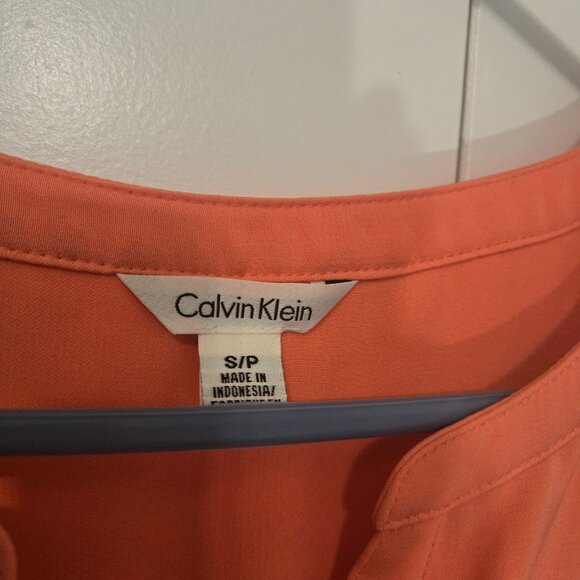 Calvin Klein
S/P
MADE IN
INDONESIA/